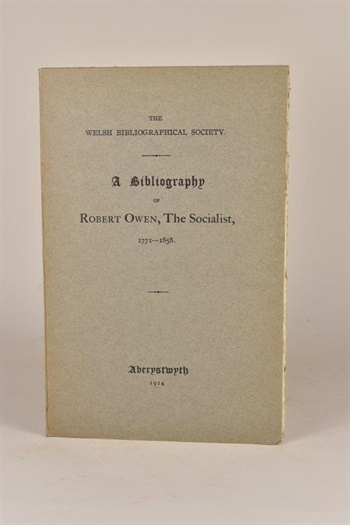 THE
WELSH BIBLIOGRAPHICAL SOCIETY.
A Bibliography
OF
ROBERT OWEN, The Socialist,
1771—1858.
Aberystwyth
1914